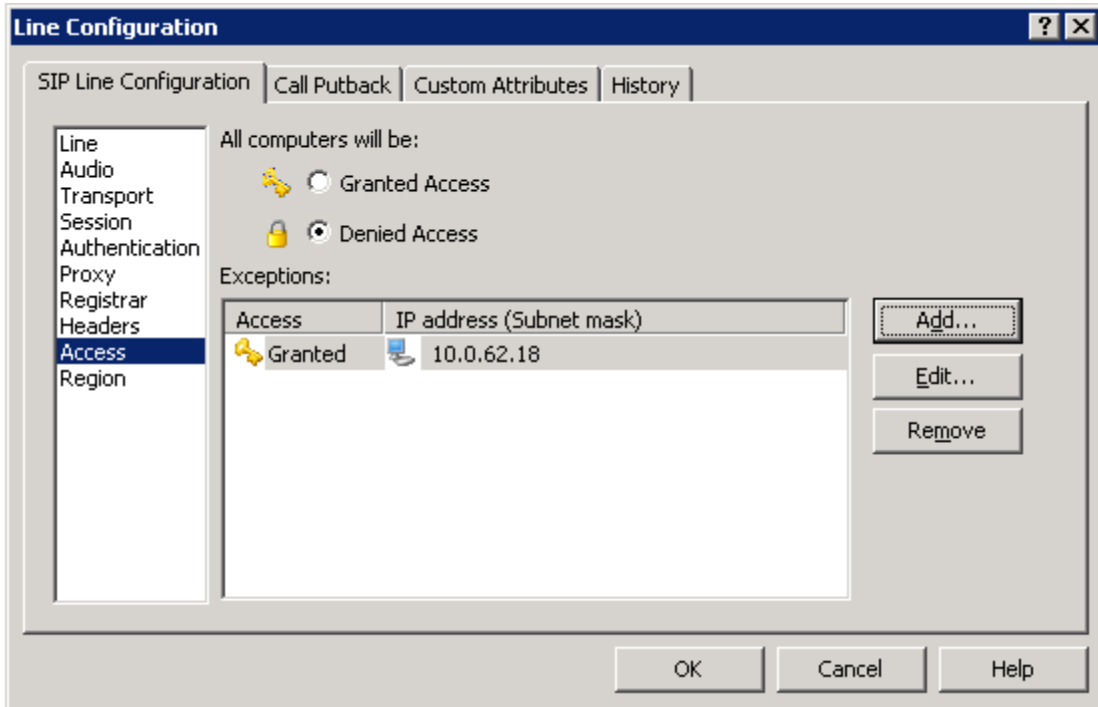 Line Configuration
SIP Line Configuration
Call Putback
Custom Attributes
History
Line
Audio
Transport
Session
Authentication
Proxy
Registrar
Headers
Access
Region
All computers will be:
Granted Access
Denied Access
Exceptions:
Access IP address (Subnet mask)
Granted 10.0.62.18
Add...
Edit...
Remove
OK Cancel Help